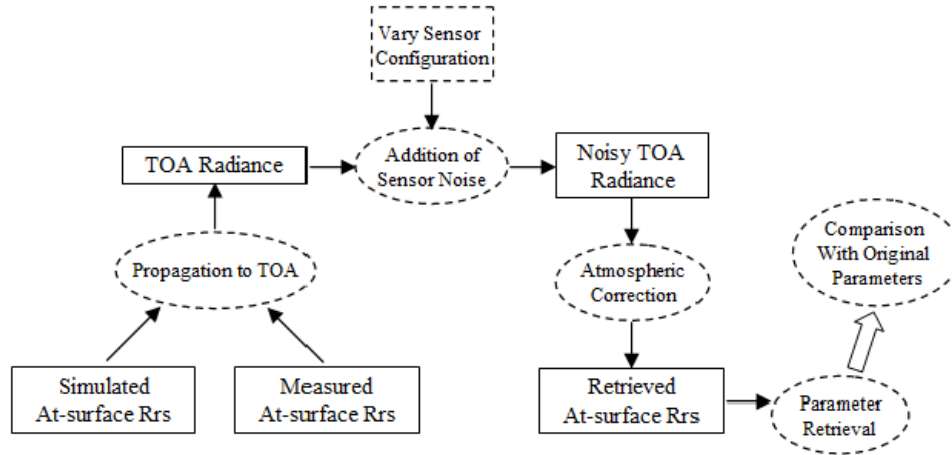 Vary Sensor
Configuration
TOA Radiance
Addition of
Sensor Noise
Noisy TOA
Radiance
Propagation to TOA
Atmospheric
Correction
Comparison
With Original
Parameters
Simulated
At-surface Rrs
Measured
At-surface Rrs
Retrieved
At-surface Rrs
Parameter
Retrieval